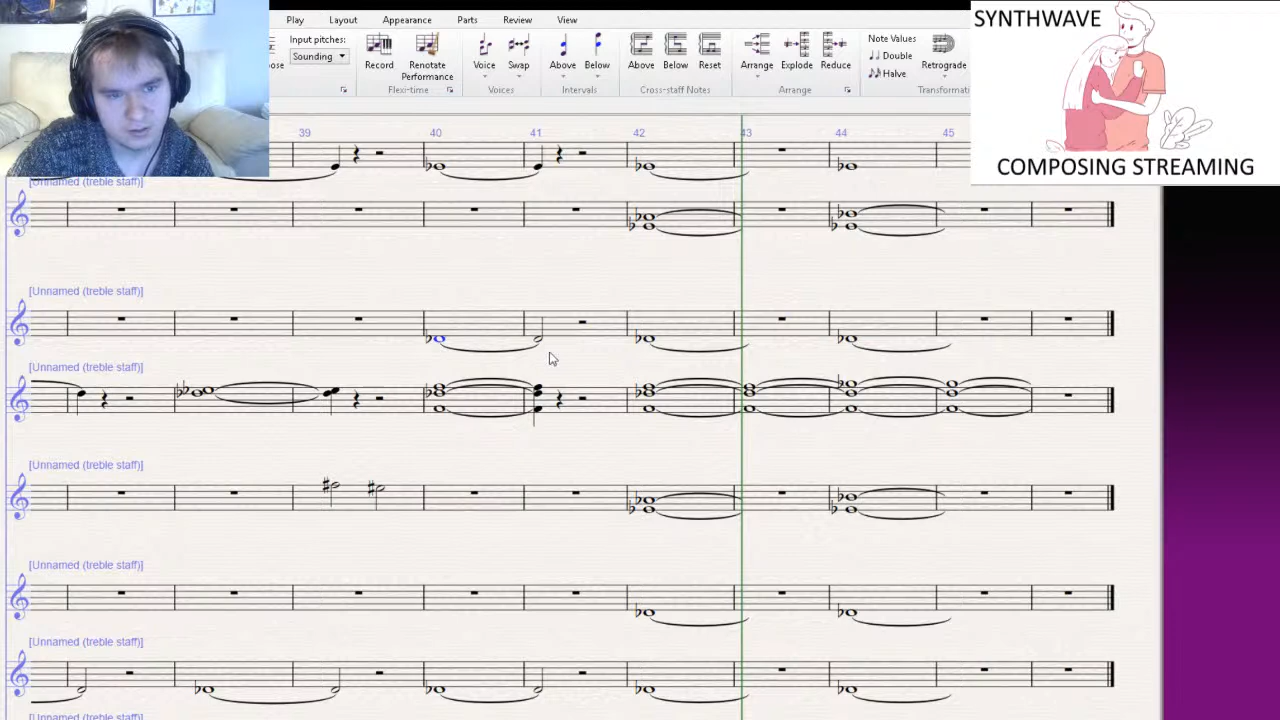 Play Layout Appearance Parts Review View
Input pitches:
Sounding
Record Renotate Performance
Voice Swap
Above Below
Above Below Reset
Arrange Explode Reduce
Note Values
Double
Halve
Retrograde
Flexi-time
Voices
Intervals
Cross-staff Notes
Arrange
SYNTHWAVE
COMPOSING STREAMING
39 40 41 42 43 44 45
[Unnamed (treble staff)]
[Unnamed (treble staff)]
[Unnamed (treble staff)]
[Unnamed (treble staff)]
[Unnamed (treble staff)]
[Unnamed (treble staff)]
[Unnamed (treble staff)]